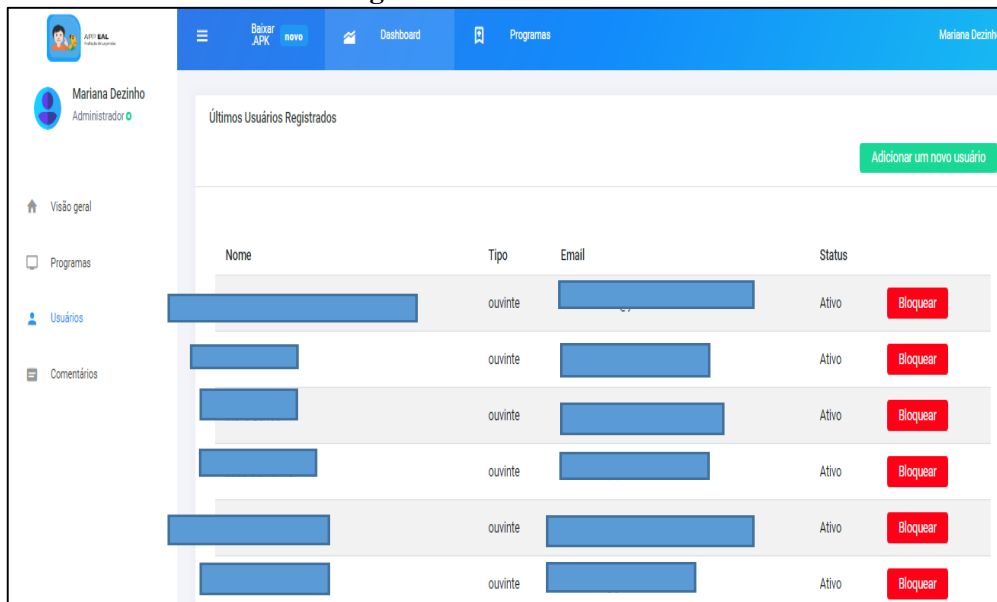 APP EAL
Baixar .APK novo Dashboard Programas Mariana Dezinho
Mariana Dezinho
Administrador
Últimos Usuários Registrados
Adicionar um novo usuário
Visão geral
Programas
Usuários
Comentários
Nome Tipo Email Status
ouvinte Ativo Bloquear
ouvinte Ativo Bloquear
ouvinte Ativo Bloquear
ouvinte Ativo Bloquear
ouvinte Ativo Bloquear
ouvinte Ativo Bloquear